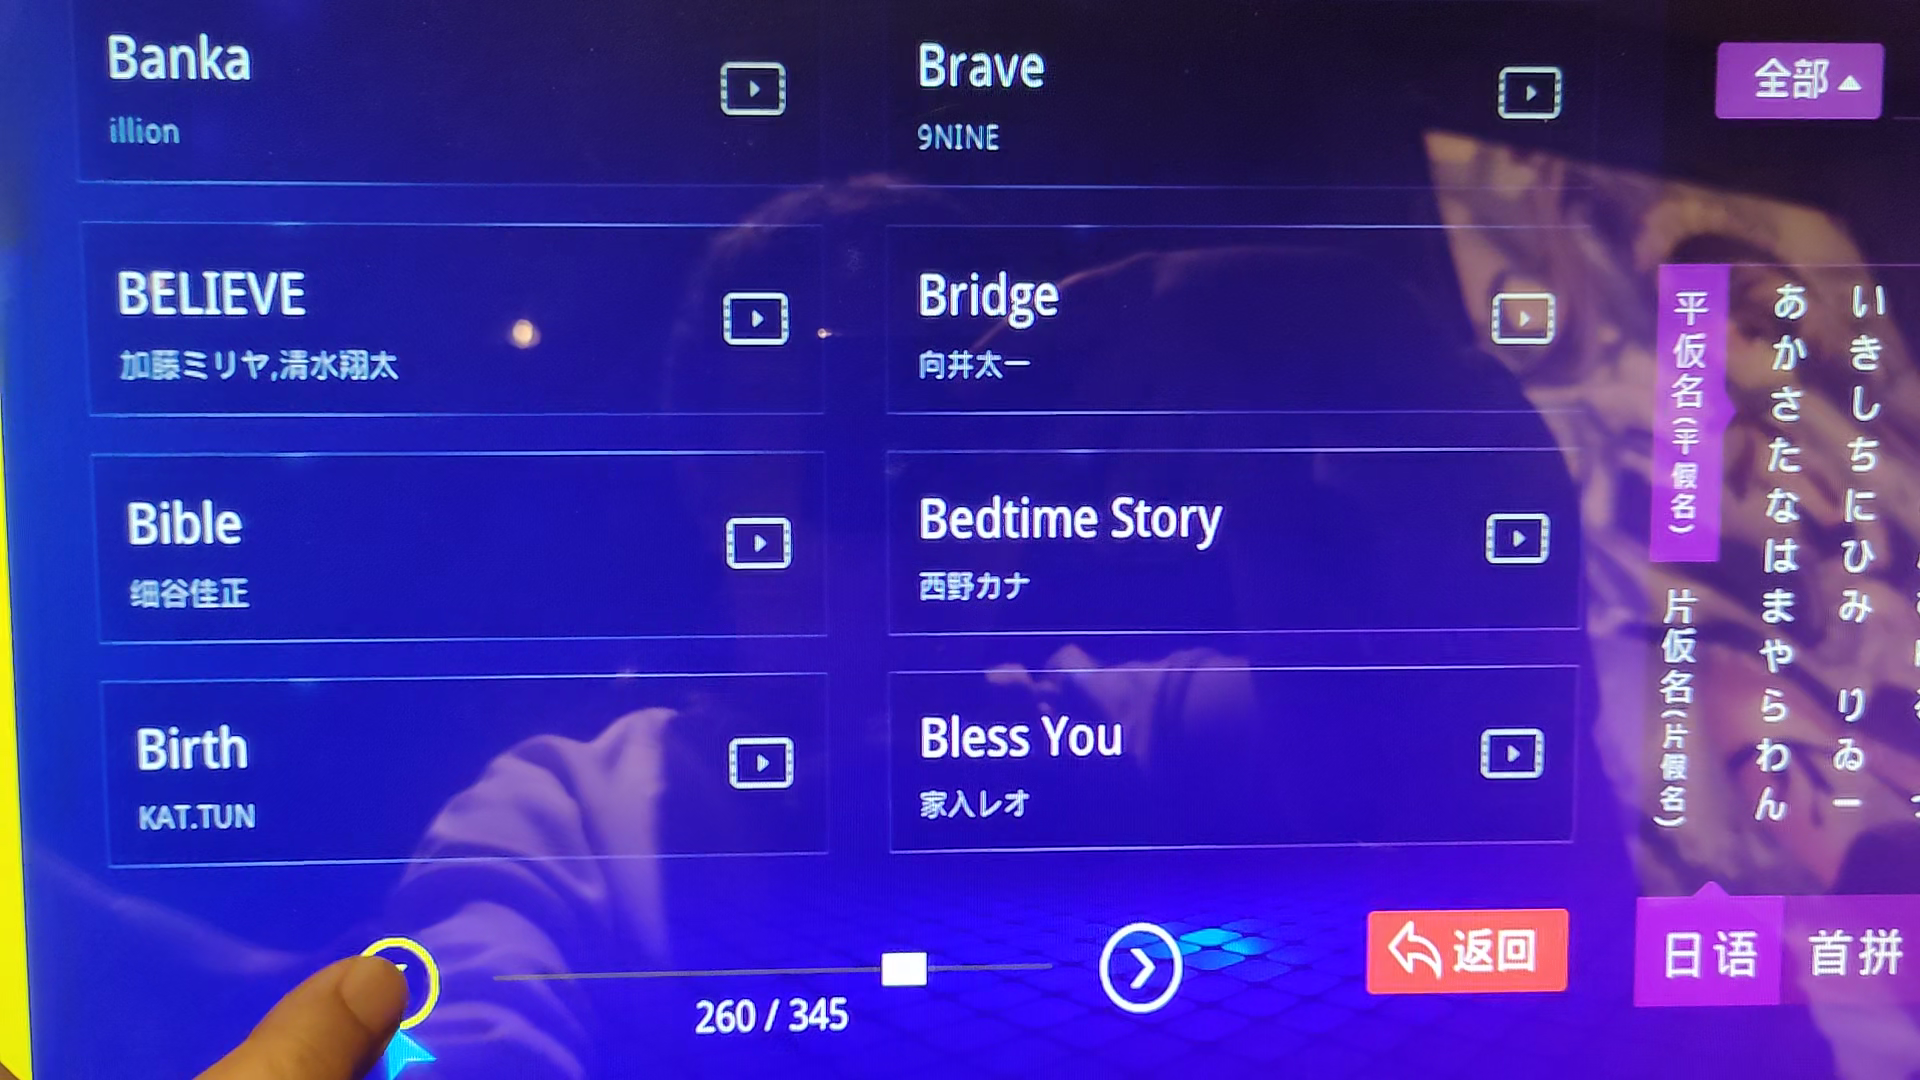 Banka
illion
Brave
9NINE
全部
BELIEVE
加藤ミリヤ,清水翔太
Bridge
向井太一
Bible
细谷佳正
Bedtime Story
西野カナ
Birth
KAT.TUN
Bless You
家入レオ
260 / 345
返回
平仮名(平假名)
片仮名(片假名)
あかさたなはまやらわん
あ
いきしちにひみ りゐー
日语
首拼